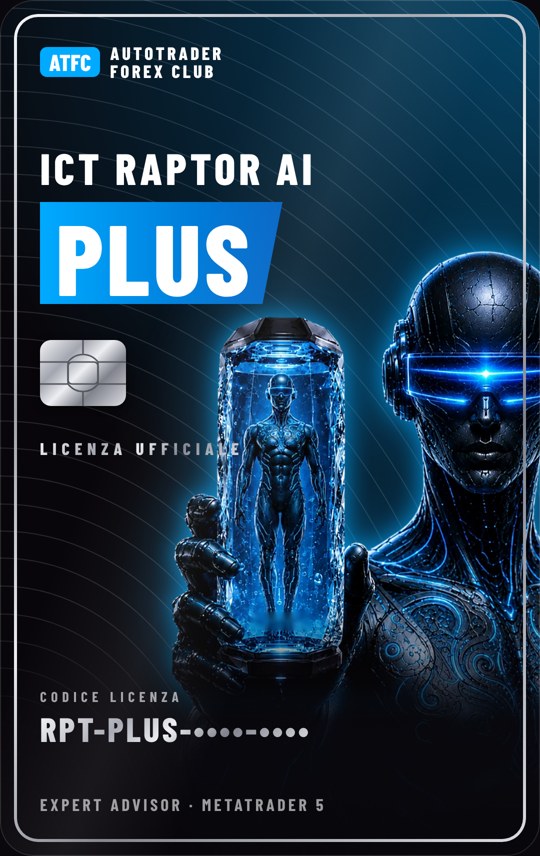 ATFC
AUTOTRADER
FOREX CLUB
ICT RAPTOR AI
PLUS
LICENZA UFFICIALE
CODICE LICENZA
RPT-PLUS-••••-••••
EXPERT ADVISOR · METATRADER 5